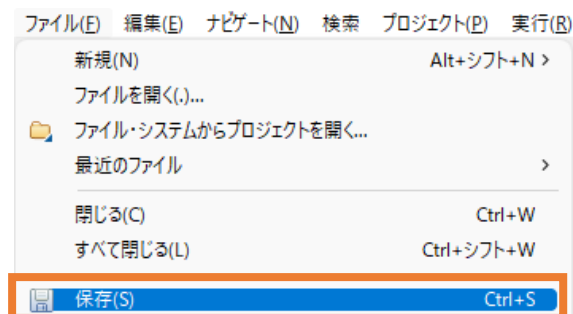 ファイル(F) 編集(E) ナビゲート(N) 検索 プロジェクト(P) 実行(R)
新規(N) Alt+シフト+N >
ファイルを開く(.)...
ファイル・システムからプロジェクトを開く...
最近のファイル >
閉じる(C) Ctrl+W
すべて閉じる(L) Ctrl+シフト+W
保存(S) Ctrl+S